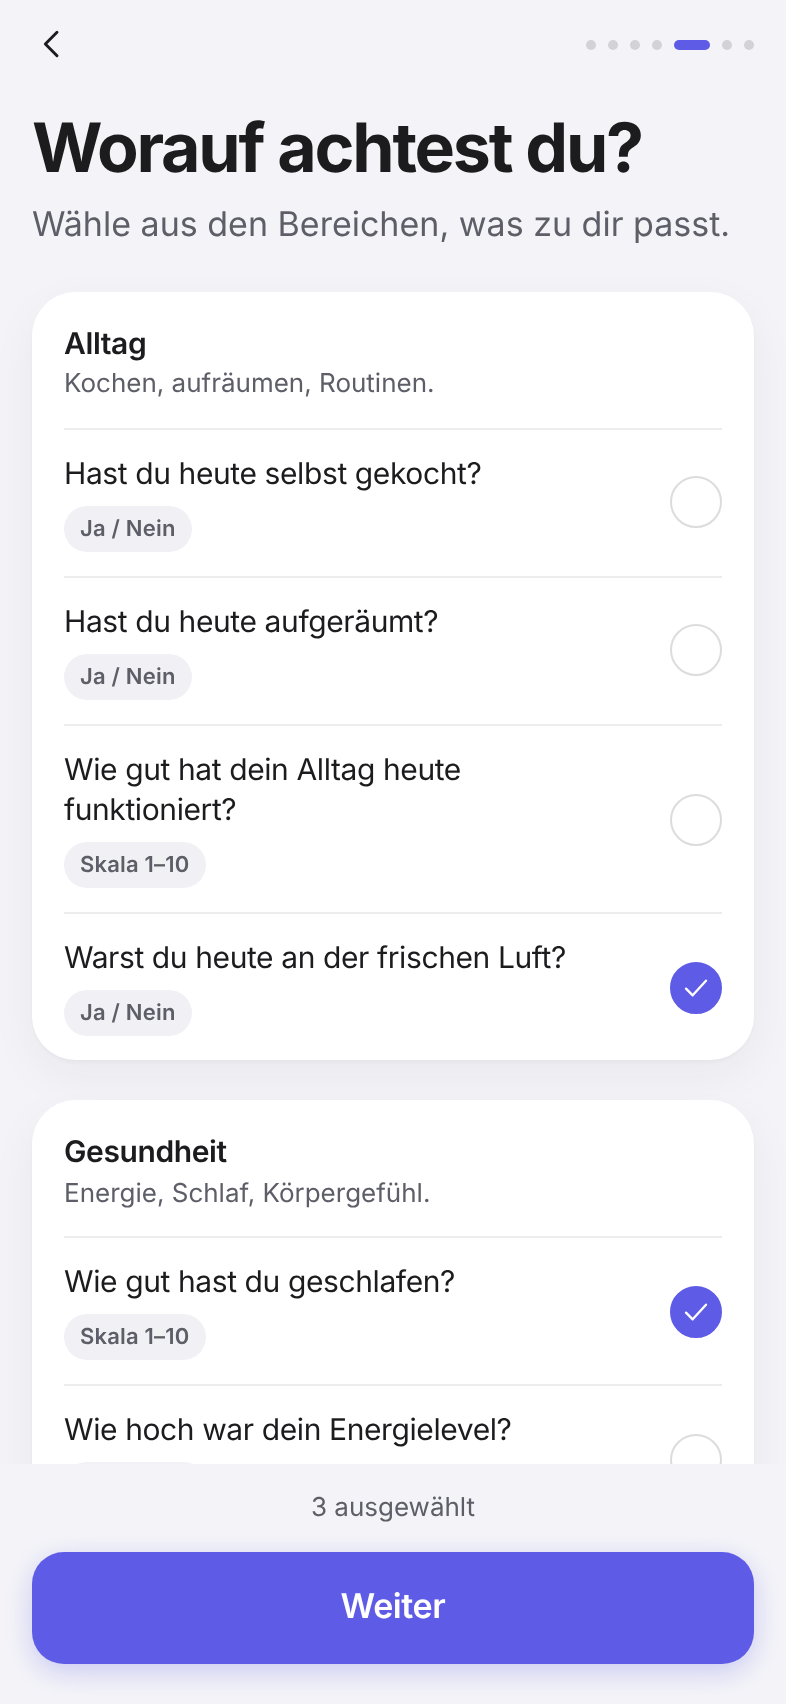 Worauf achtest du?
Wähle aus den Bereichen, was zu dir passt.
Alltag
Kochen, aufräumen, Routinen.
Hast du heute selbst gekocht?
Ja / Nein
Hast du heute aufgeräumt?
Ja / Nein
Wie gut hat dein Alltag heute
funktioniert?
Skala 1–10
Warst du heute an der frischen Luft?
Ja / Nein
Gesundheit
Energie, Schlaf, Körpergefühl.
Wie gut hast du geschlafen?
Skala 1–10
Wie hoch war dein Energielevel?
3 ausgewählt
Weiter